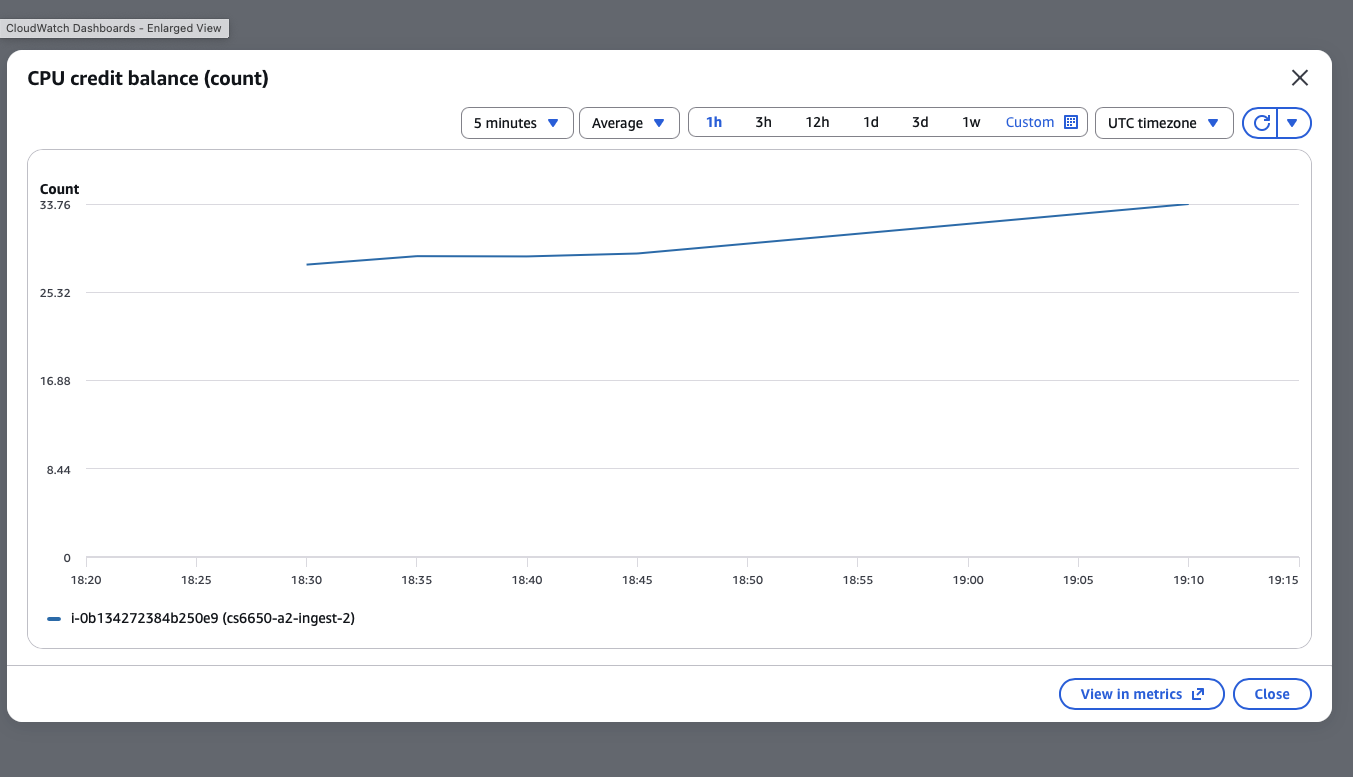 CloudWatch Dashboards - Enlarged View
CPU credit balance (count)
5 minutes Average 1h 3h 12h 1d 3d 1w Custom UTC timezone
Count
33.76
25.32
16.88
8.44
0
18:20 18:25 18:30 18:35 18:40 18:45 18:50 18:55 19:00 19:05 19:10 19:15
i-0b134272384b250e9 (cs6650-a2-ingest-2)
View in metrics Close